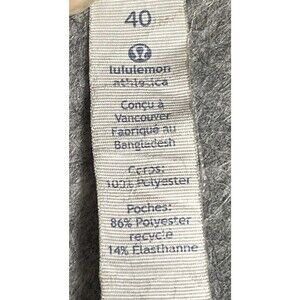 40
lululemon
athletica
Conçu à
Vancouver
Fabriqué au
Bangladesh
Corps:
100% Polyester
Poches:
86% Polyester
recyclé
14% Élasthanne